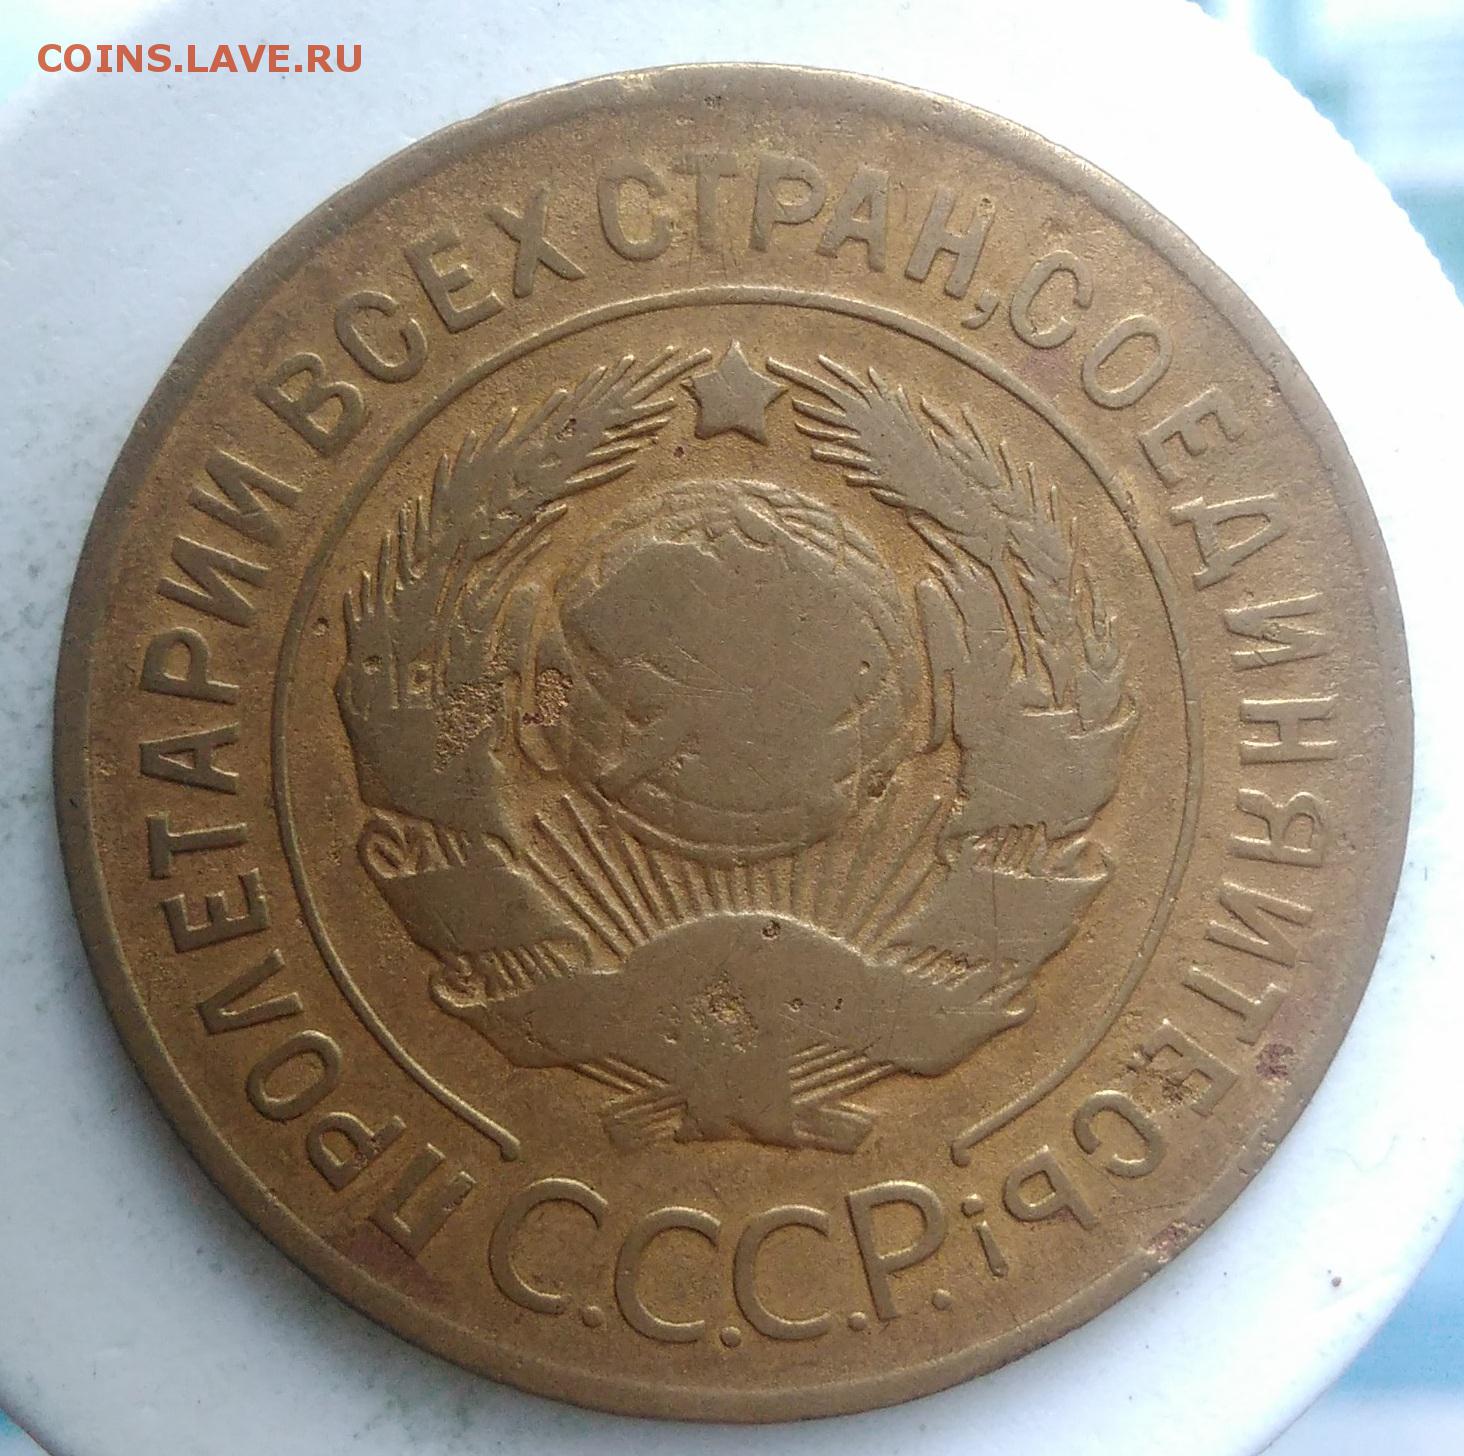 COINS.LAVE.RU
ПРОЛЕТАРИИ ВСЕХ СТРАН, СОЕДИНЯЙТЕСЬ!
С.С.С.Р.